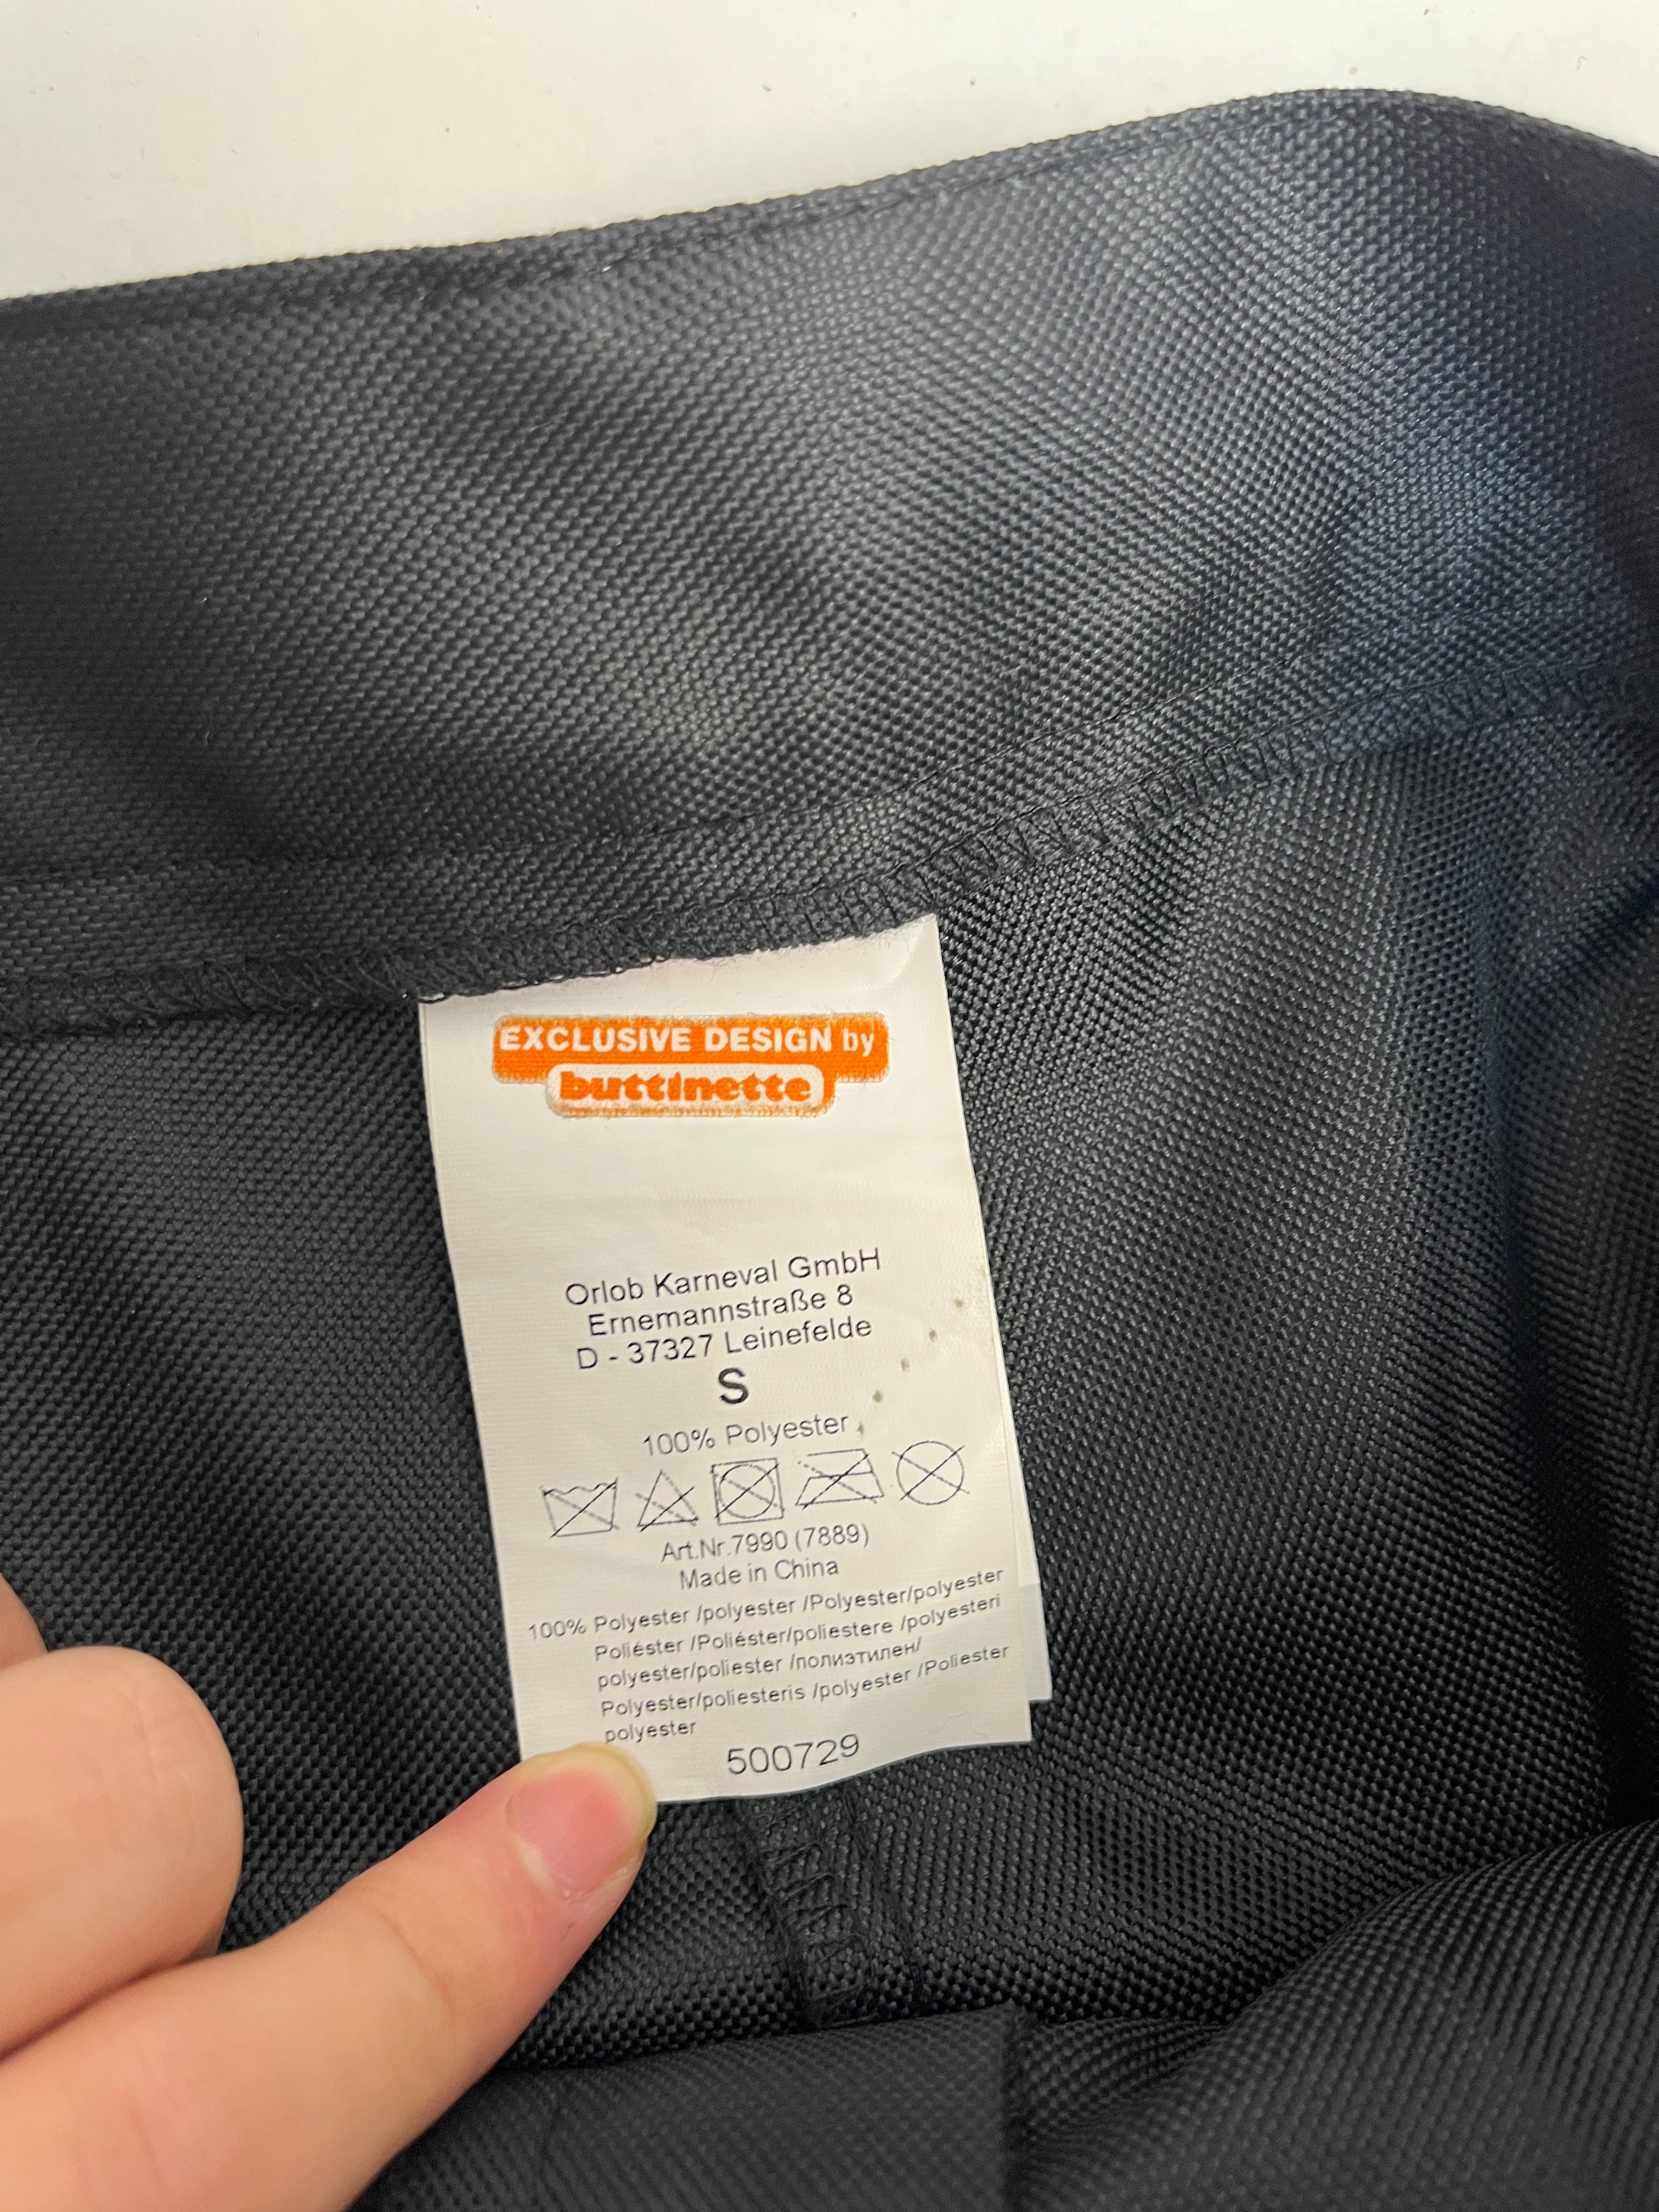 EXCLUSIVE DESIGN by
buttinette
Orlob Karneval GmbH
Ernemannstraße 8
D - 37327 Leinefelde
S
100% Polyester
Art.Nr.7990 (7889)
Made in China
100% Polyester /polyester /Polyester/polyester
Poliéster /Poliéster/poliestere /polyesteri
polyester/poliester /полиэтилен/
Polyester/poliesteris /polyester /Poliester
polyester
500729